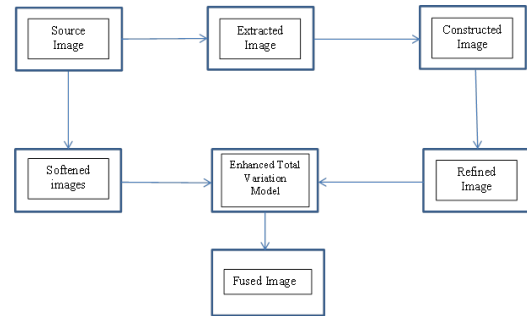 Source
Image
Extracted
Image
Constructed
Image
Softened
images
Enhanced Total
Variation
Model
Refined
Image
Fused Image